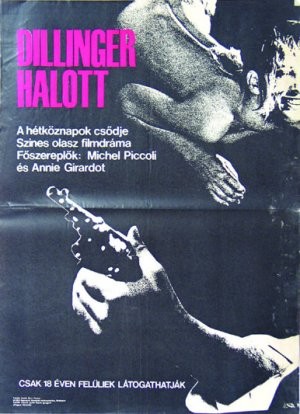 DILLINGER
HALOTT
A hétköznapok csődje
Színes olasz filmdráma
Főszereplők: Michel Piccoli
és Annie Girardot
CSAK 18 ÉVEN FELÜLIEK LÁTOGATHATJÁK